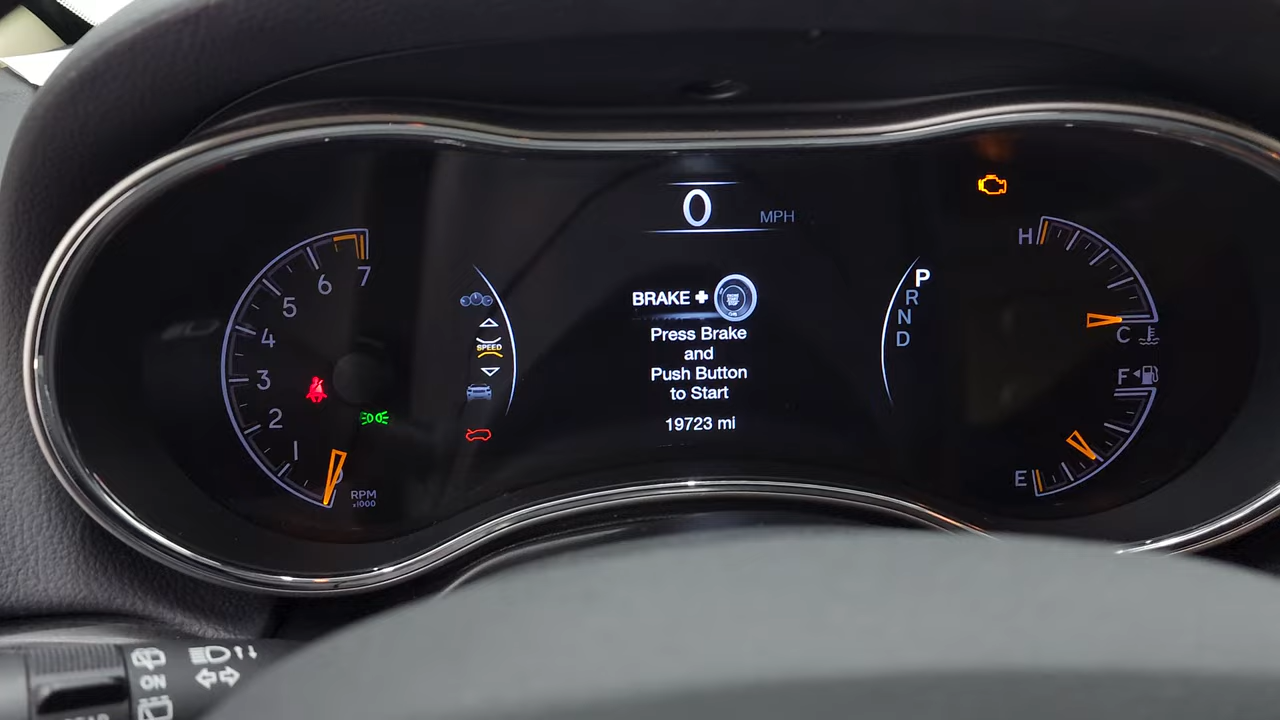 0 MPH
7
6
5
4
3
2
1
RPM
x1000
SPEED
BRAKE +
Press Brake
and
Push Button
to Start
19723 mi
P
R
N
D
H
C
F
E
ON